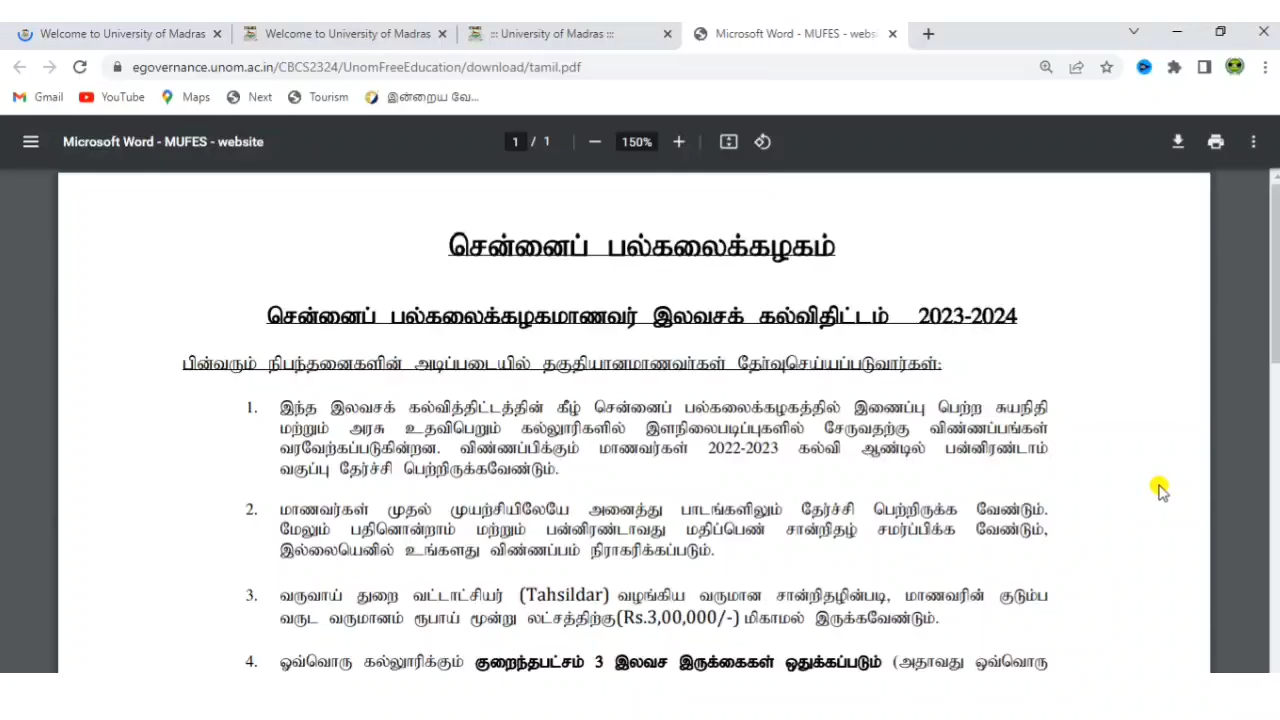 Welcome to University of Madras
Welcome to University of Madras
::: University of Madras :::
Microsoft Word - MUFES - webs
egovernance.unom.ac.in/CBCS2324/UnomFreeEducation/download/tamil.pdf
Gmail
YouTube
Maps
Next
Tourism
இன்றைய வே...
Microsoft Word - MUFES - website
1 / 1
150%
சென்னைப் பல்கலைக்கழகம்
சென்னைப் பல்கலைக்கழகமாணவர் இலவசக் கல்விதிட்டம் 2023-2024
பின்வரும் நிபந்தனைகளின் அடிப்படையில் தகுதியானமாணவர்கள் தேர்வுசெய்யப்படுவார்கள்:
1. இந்த இலவசக் கல்வித்திட்டத்தின் கீழ் சென்னைப் பல்கலைக்கழகத்தில் இணைப்பு பெற்ற சுயநிதி
மற்றும் அரசு உதவிபெறும் கல்லூரிகளில் இளநிலைபடிப்புகளில் சேருவதற்கு விண்ணப்பங்கள்
வரவேற்கப்படுகின்றன. விண்ணப்பிக்கும் மாணவர்கள் 2022-2023 கல்வி ஆண்டில் பன்னிரண்டாம்
வகுப்பு தேர்ச்சி பெற்றிருக்கவேண்டும்.
2. மாணவர்கள் முதல் முயற்சியிலேயே அனைத்து பாடங்களிலும் தேர்ச்சி பெற்றிருக்க வேண்டும்.
மேலும் பதினொன்றாம் மற்றும் பன்னிரண்டாவது மதிப்பெண் சான்றிதழ் சமர்ப்பிக்க வேண்டும்,
இல்லையெனில் உங்களது விண்ணப்பம் நிராகரிக்கப்படும்.
3. வருவாய் துறை வட்டாட்சியர் (Tahsildar) வழங்கிய வருமான சான்றிதழின்படி, மாணவரின் குடும்ப
வருட வருமானம் ரூபாய் மூன்று லட்சத்திற்கு(Rs.3,00,000/-) மிகாமல் இருக்கவேண்டும்.
4. ஒவ்வொரு கல்லூரிக்கும் குறைந்தபட்சம் 3 இலவச இருக்கைகள் ஒதுக்கப்படும் (அதாவது ஒவ்வொரு